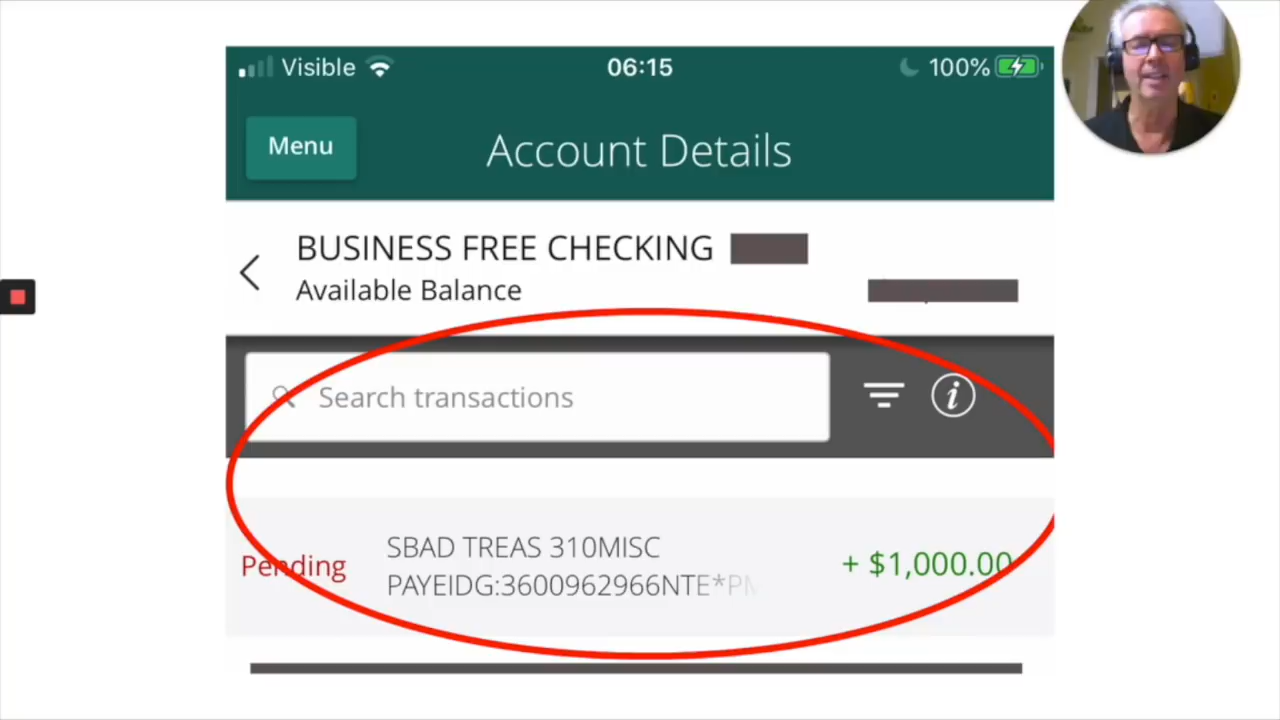 Visible 06:15 100%
Menu Account Details
BUSINESS FREE CHECKING
Available Balance
Search transactions
Pending SBAD TREAS 310MISC + $1,000.00
PAYEIDG:3600962966NTE*PM